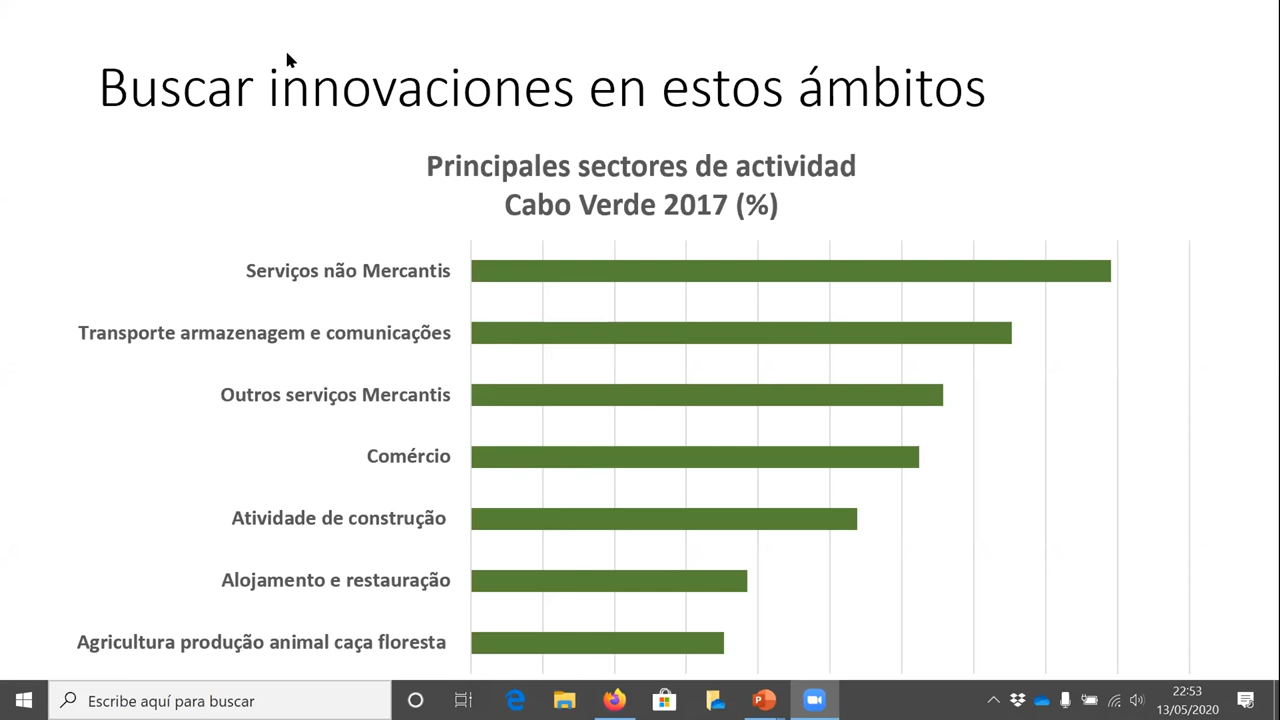 Buscar innovaciones en estos ámbitos
Principales sectores de actividad
Cabo Verde 2017 (%)
Serviços não Mercantis
Transporte armazenagem e comunicações
Outros serviços Mercantis
Comércio
Atividade de construção
Alojamento e restauração
Agricultura produção animal caça floresta
Escribe aquí para buscar
22:53
13/05/2020